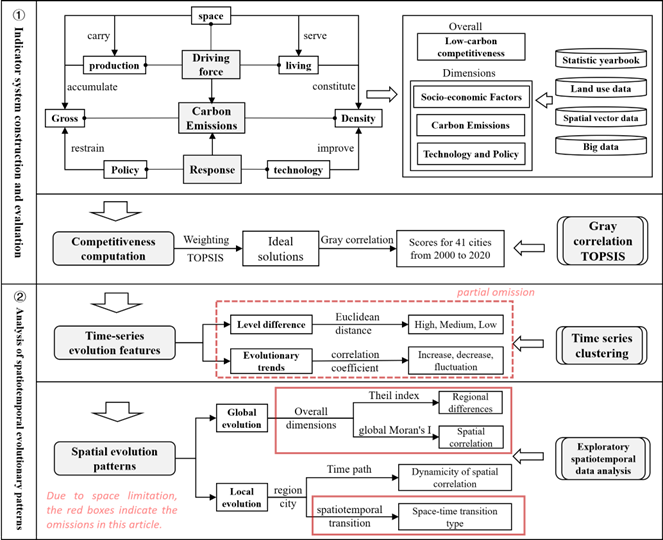 ①
Indicator system construction and evaluation
space
carry
serve
production
Driving
force
living
accumulate
constitute
Gross
Carbon
Emissions
Density
restrain
improve
Policy
Response
technology
Overall
Low-carbon
competitiveness
Dimensions
Socio-economic Factors
Carbon Emissions
Technology and Policy
Statistic yearbook
Land use data
Spatial vector data
Big data
Competitiveness
computation
Weighting
TOPSIS
Ideal
solutions
Gray correlation
Scores for 41 cities
from 2000 to 2020
Gray
correlation
TOPSIS
②
Analysis of spatiotemporal evolutionary patterns
partial omission
Time-series
evolution features
Level difference
Euclidean
distance
High, Medium, Low
Evolutionary
trends
correlation
coefficient
Increase, decrease,
fluctuation
Time series
clustering
Spatial evolution
patterns
Global
evolution
Overall
dimensions
Theil index
Regional
differences
global Moran's I
Spatial
correlation
Local
evolution
region
city
Time path
Dynamicity of spatial
correlation
spatiotemporal
transition
Space-time transition
type
Exploratory
spatiotemporal
data analysis
Due to space limitation,
the red boxes indicate the
omissions in this article.